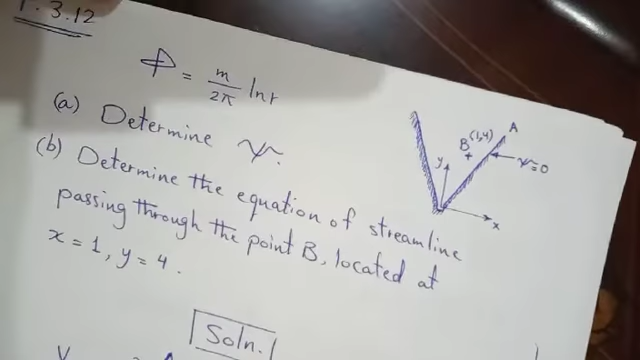 P. 3.12
Φ = m/2π ln r
(a) Determine ψ.
(b) Determine the equation of streamline
passing through the point B, located at
x = 1, y = 4.
A
B (1,4)
y
ψ=0
x
Soln.